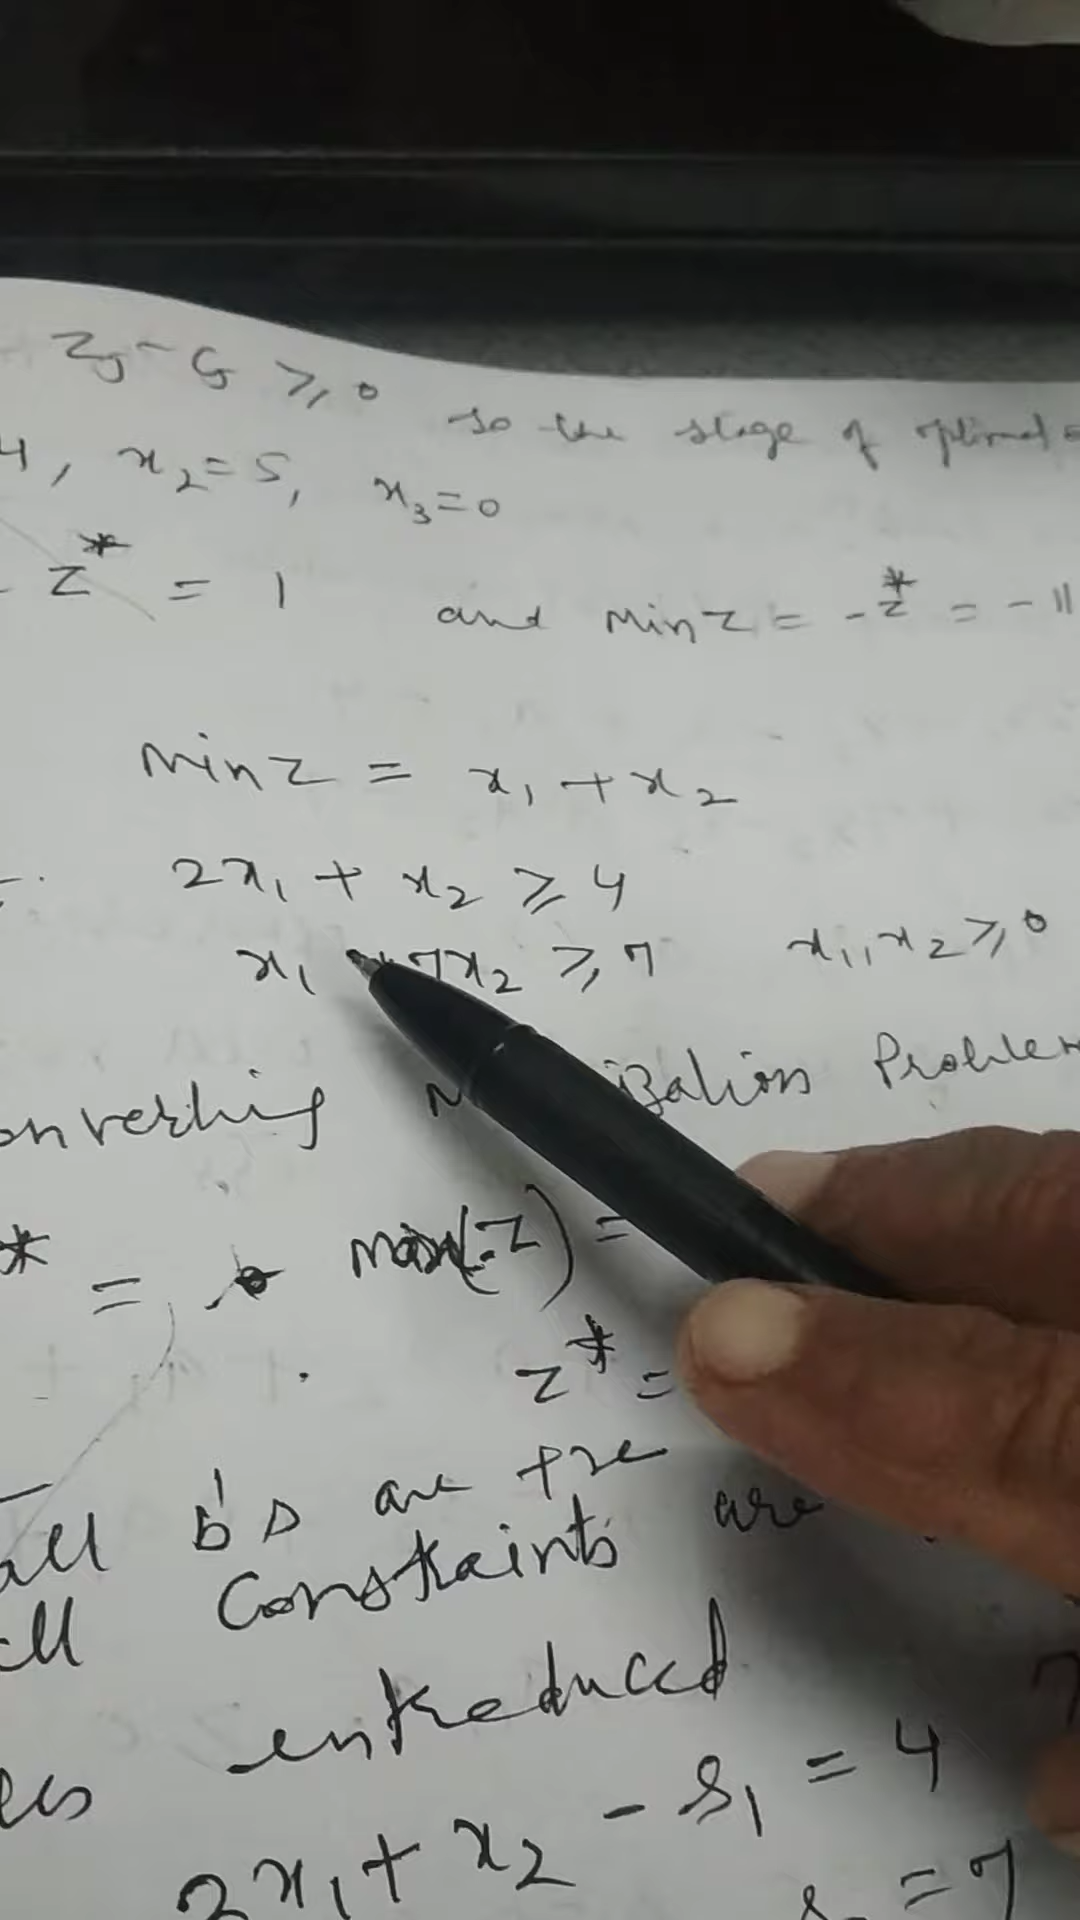 Zj - Cj ≥ 0 so the stage of
4, x₂ = 5, x₃ = 0
Z* = 1 and Min Z = - Z* = - 11
Min Z = x₁ + x₂
2x₁ + x₂ ≥ 4
x₁ 7x₂ ≥ 7 x₁, x₂ ≥ 0
onverting Problem
* = Max(-Z) =
Z* =
all b's are +ve
all Constraints are
entroduced
2x₁ + x₂ - S₁ = 4
= 7